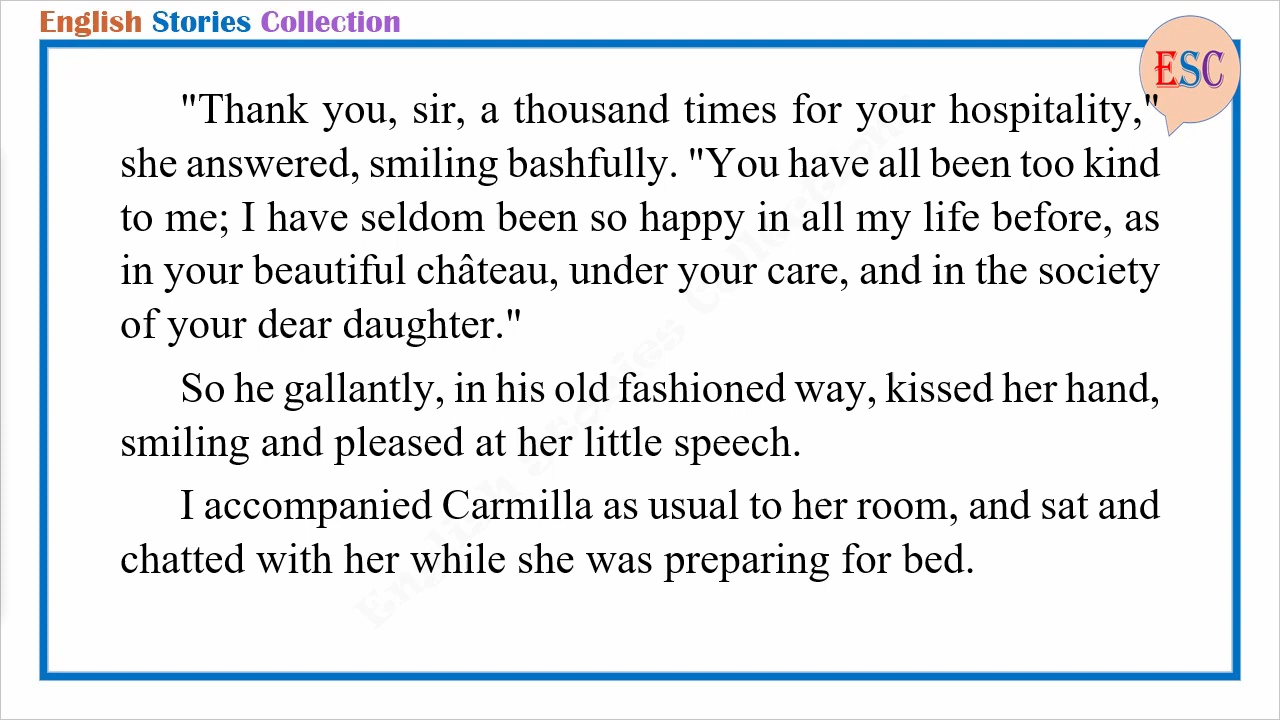 English Stories Collection
ESC
"Thank you, sir, a thousand times for your hospitality,"
she answered, smiling bashfully. "You have all been too kind
to me; I have seldom been so happy in all my life before, as
in your beautiful château, under your care, and in the society
of your dear daughter."
So he gallantly, in his old fashioned way, kissed her hand,
smiling and pleased at her little speech.
I accompanied Carmilla as usual to her room, and sat and
chatted with her while she was preparing for bed.
English Stories Collection